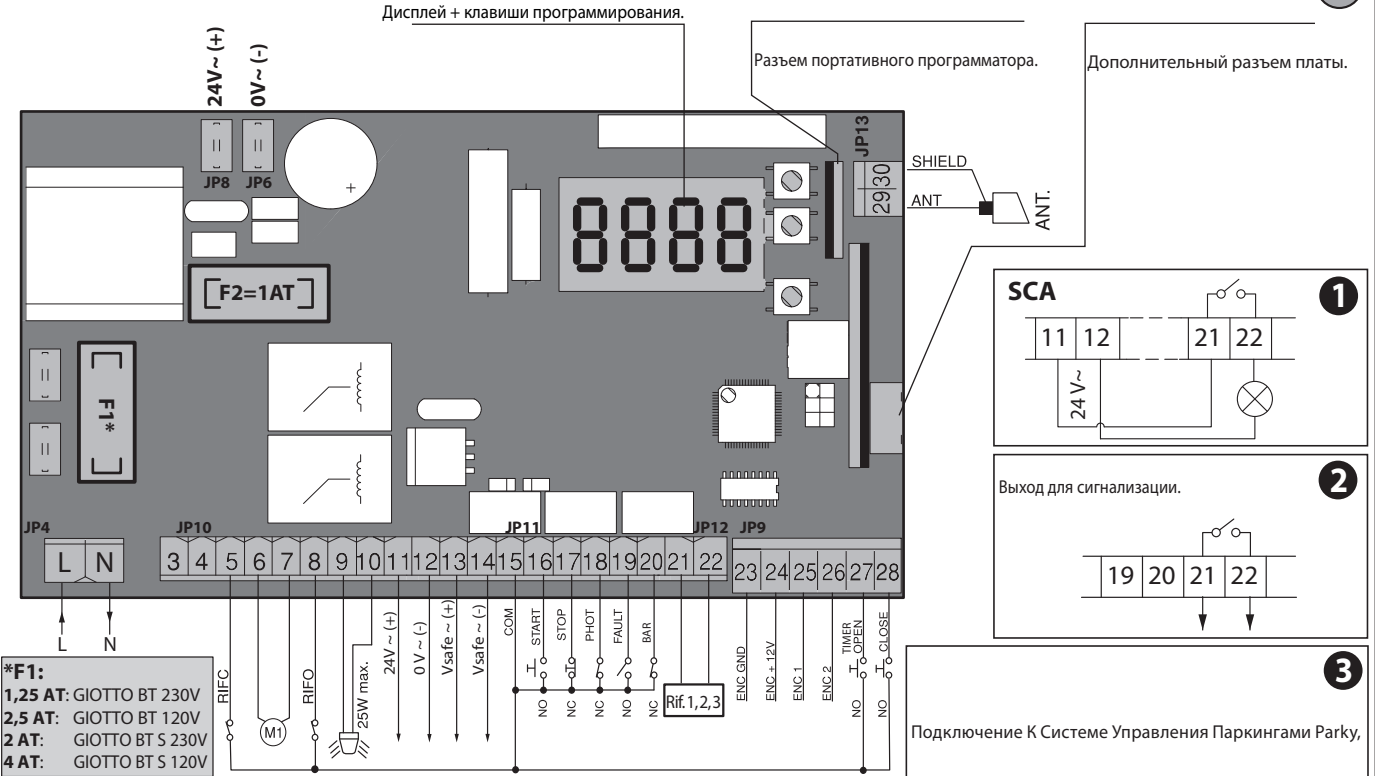 Дисплей + клавиши программирования.
Разъем портативного программатора.
Дополнительный разъем платы.
24V~ (+)
0V~ (-)
JP8
JP6
+
JP13
29 30
SHIELD
ANT
ANT.
8888
F2=1AT
F1*
SCA
1
11 12 21 22
24 V~
2
Выход для сигнализации.
19 20 21 22
JP4
JP10
JP11
JP12
JP9
L N
3 4 5 6 7 8 9 10 11 12 13 14 15 16 17 18 19 20 21 22
23 24 25 26 27 28
L
N
RIFC
M1
RIFO
25W max.
24V ~ (+)
0 V ~ (-)
Vsafe ~ (+)
Vsafe ~ (-)
COM
START
NO
STOP
NC
PHOT
NC
FAULT
NO
BAR
NC
Rif.1,2,3
ENC GND
ENC + 12V
ENC 1
ENC 2
TIMER
OPEN
NO
CLOSE
NO
*F1:
1,25 AT: GIOTTO BT 230V
2,5 AT: GIOTTO BT 120V
2 AT: GIOTTO BT S 230V
4 AT: GIOTTO BT S 120V
3
Подключение К Системе Управления Паркингами Parky,